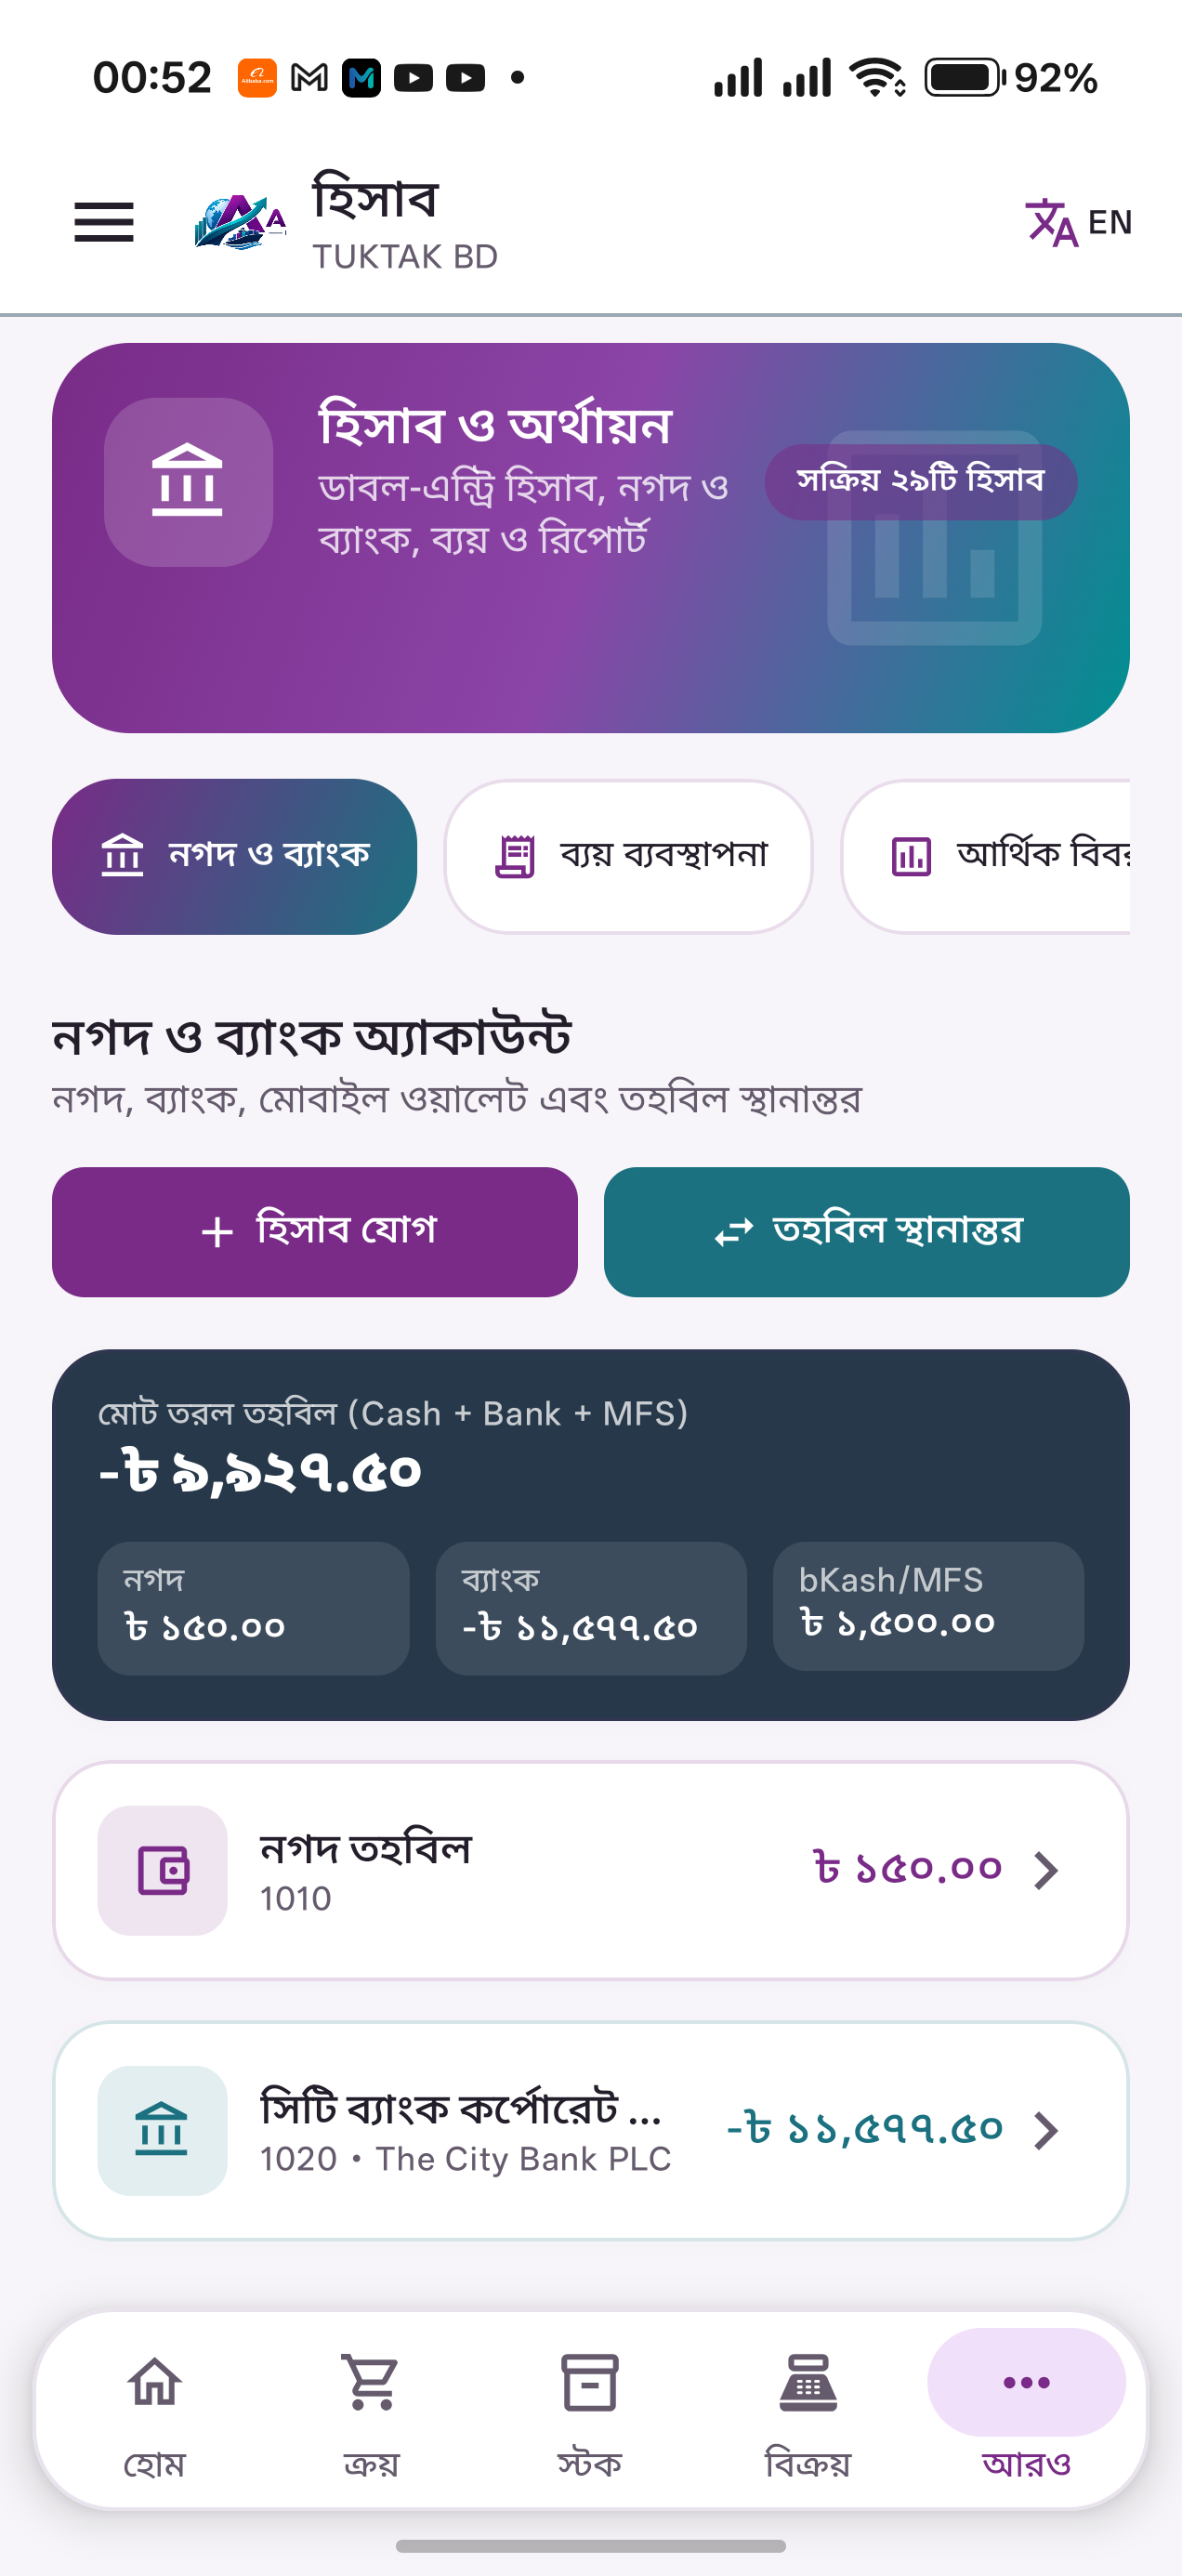 00:52
92%
হিসাব
TUKTAK BD
EN
হিসাব ও অর্থায়ন
ডাবল-এন্ট্রি হিসাব, নগদ ও
ব্যাংক, ব্যয় ও রিপোর্ট
সক্রিয় ২৯টি হিসাব
নগদ ও ব্যাংক
ব্যয় ব্যবস্থাপনা
আর্থিক
নগদ ও ব্যাংক অ্যাকাউন্ট
নগদ, ব্যাংক, মোবাইল ওয়ালেট এবং তহবিল স্থানান্তর
+ হিসাব যোগ
তহবিল স্থানান্তর
মোট তরল তহবিল (Cash + Bank + MFS)
-৳ ৯,৯২৭.৫০
নগদ
৳ ১৫০.০০
ব্যাংক
-৳ ১১,৫৭৭.৫০
bKash/MFS
৳ ১,৫০০.০০
নগদ তহবিল
1010
৳ ১৫০.০০
সিটি ব্যাংক কর্পোরেট ...
1020 • The City Bank PLC
-৳ ১১,৫৭৭.৫০
হোম
ক্রয়
স্টক
বিক্রয়
আরও